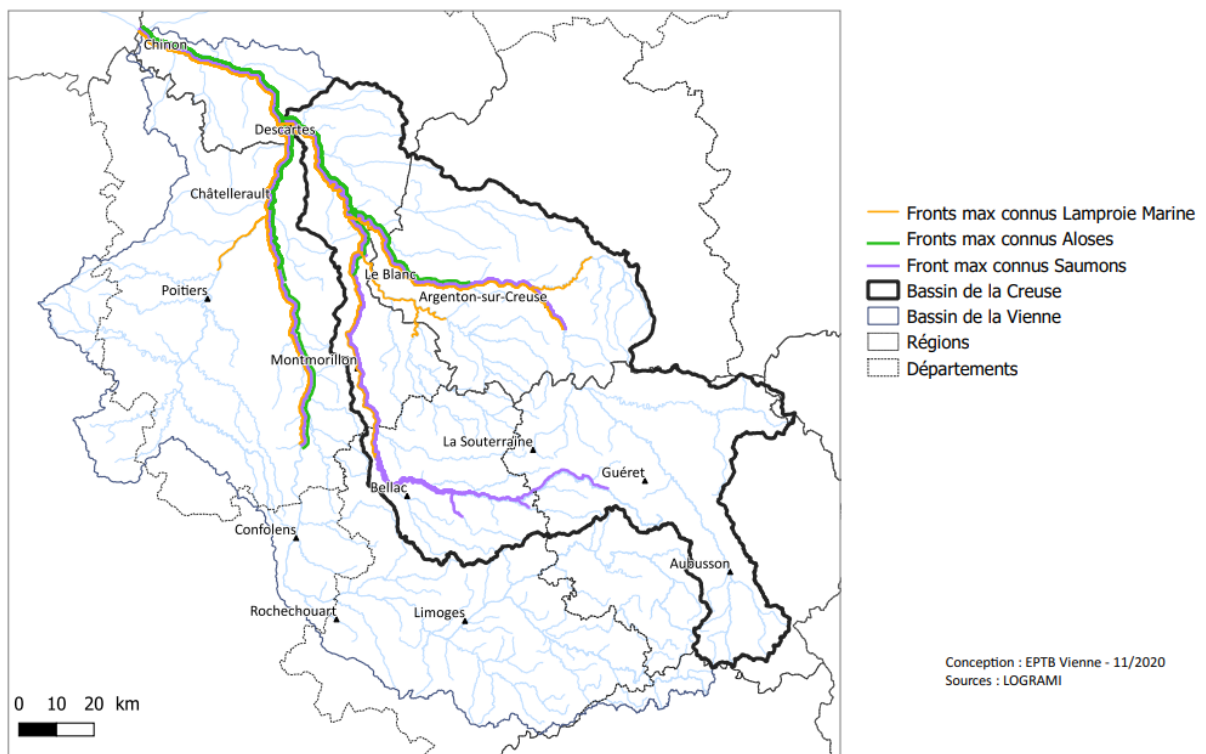 Chinon
Descartes
Châtellerault
Le Blanc
Poitiers
Argenton-sur-Creuse
Montmorillon
La Souterraine
Guéret
Bellac
Confolens
Aubusson
Rochechouart
Limoges
0 10 20 km
Fronts max connus Lamproie Marine
Fronts max connus Aloses
Front max connus Saumons
Bassin de la Creuse
Bassin de la Vienne
Régions
Départements
Conception : EPTB Vienne - 11/2020
Sources : LOGRAMI